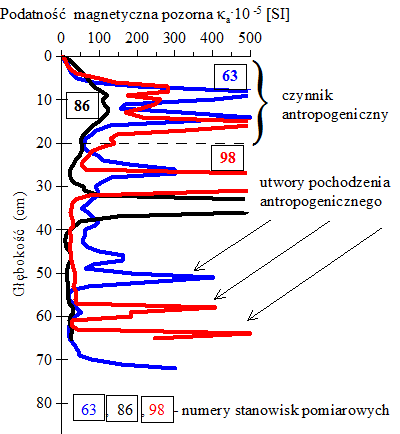 Podatność magnetyczna pozorna κa·10 -5 [SI]
0 100 200 300 400 500
0
10
20
30
40
50
60
70
80
Głębokość (cm)
63
86
98
czynnik
antropogeniczny
utwory pochodzenia
antropogenicznego
63 , 86 , 98 - numery stanowisk pomiarowych